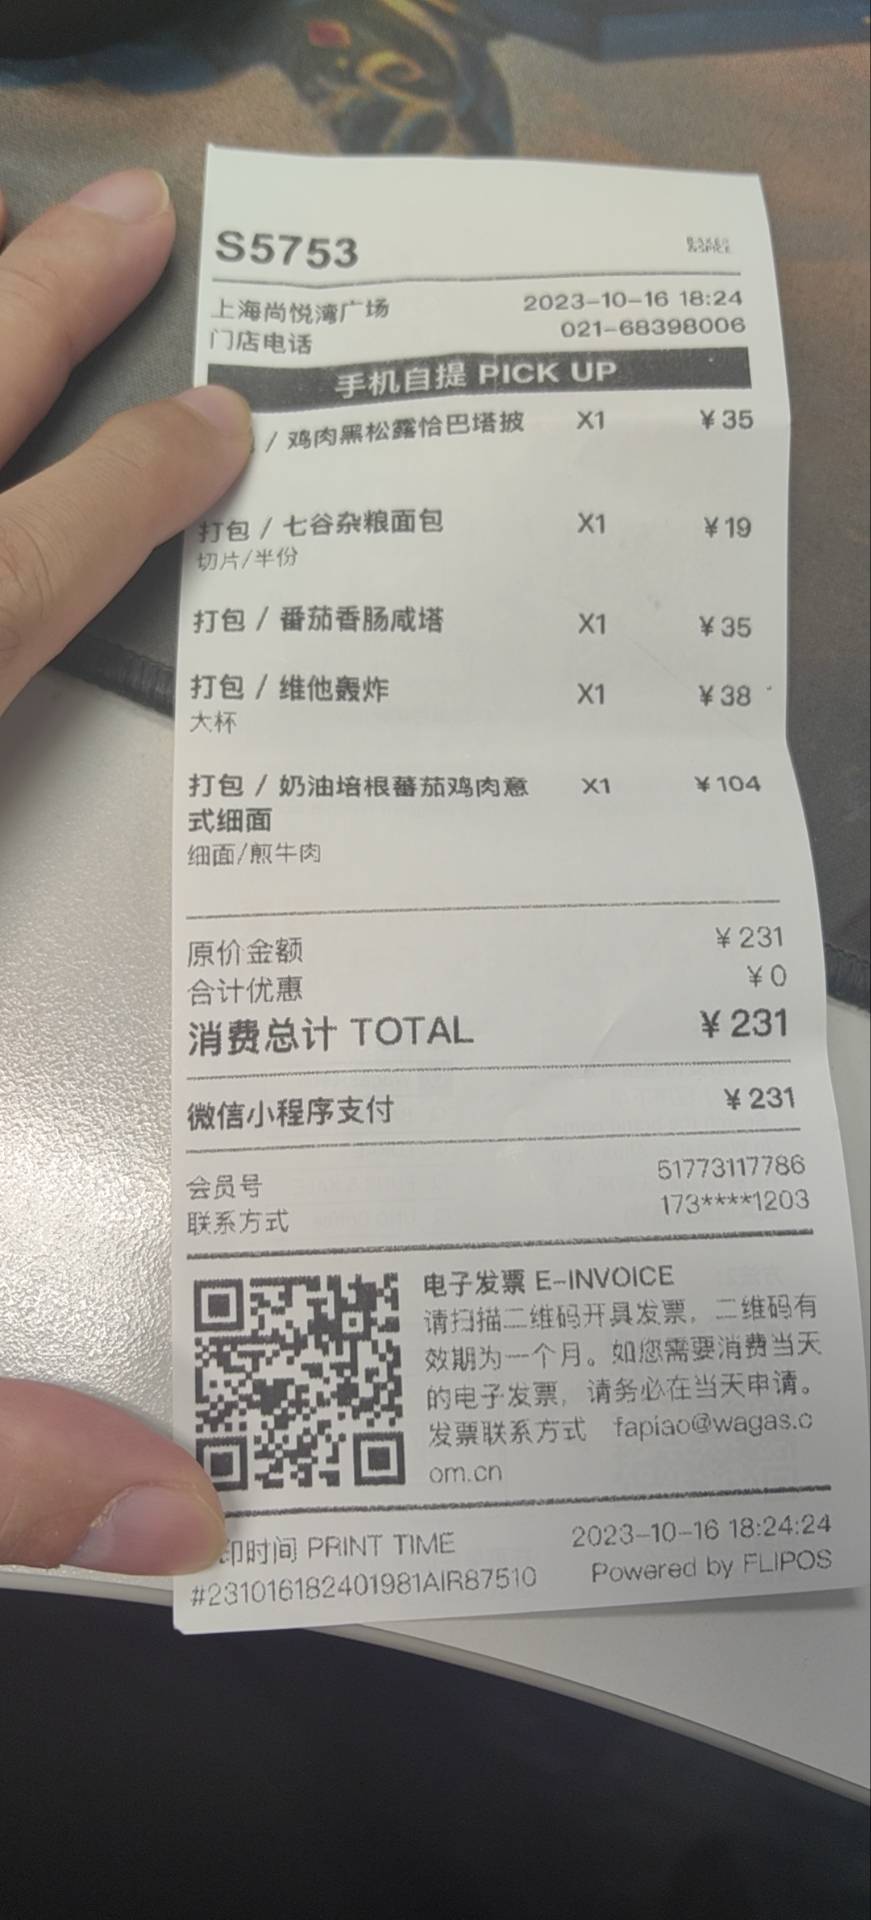 S5753
BAKER
&SPICE
上海尚悦湾广场 2023-10-16 18:24
门店电话 021-68398006
手机自提 PICK UP
/ 鸡肉黑松露恰巴塔披 X1 ￥35
打包 / 七谷杂粮面包 X1 ￥19
切片/半份
打包 / 番茄香肠咸塔 X1 ￥35
打包 / 维他轰炸 X1 ￥38
大杯
打包 / 奶油培根蕃茄鸡肉意 X1 ￥104
式细面
细面/煎牛肉
原价金额 ￥231
合计优惠 ￥0
消费总计 TOTAL ￥231
微信小程序支付 ￥231
会员号 51773117786
联系方式 173****1203
电子发票 E-INVOICE
请扫描二维码开具发票，二维码有
效期为一个月。如您需要消费当天
的电子发票，请务必在当天申请。
发票联系方式 fapiao@wagas.c
om.cn
印时间 PRINT TIME 2023-10-16 18:24:24
#231016182401981AIR87510 Powered by FLIPOS